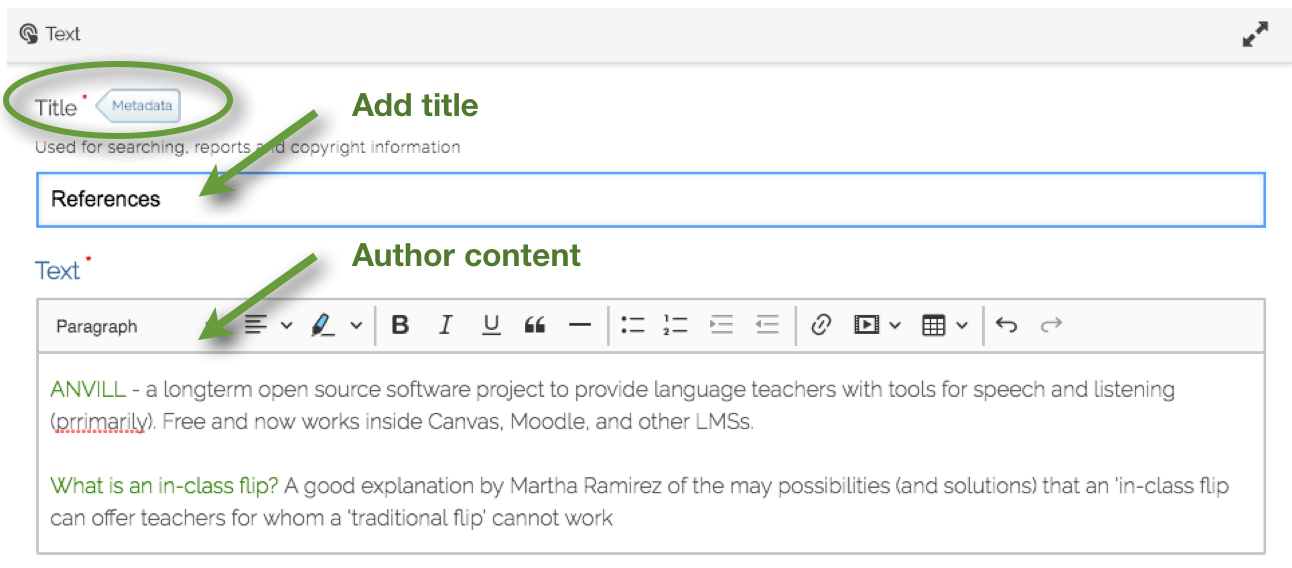 Text
Title * Metadata
Add title
Used for searching, reports and copyright information
References
Author content
Text *
Paragraph B I U
ANVILL - a longterm open source software project to provide language teachers with tools for speech and listening
(prrimarily). Free and now works inside Canvas, Moodle, and other LMSs.
What is an in-class flip? A good explanation by Martha Ramirez of the may possibilities (and solutions) that an 'in-class flip
can offer teachers for whom a 'traditional flip' cannot work